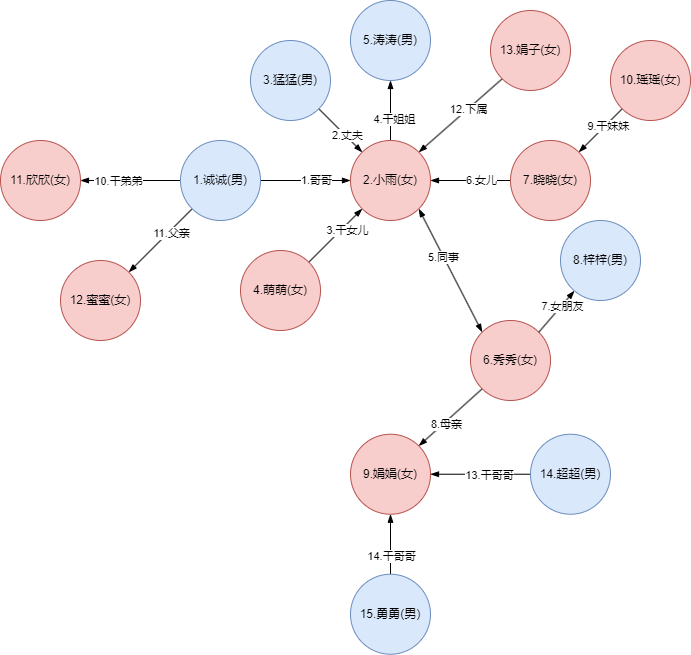 5.涛涛(男)
13.娟子(女)
3.猛猛(男)
10.瑶瑶(女)
12.下属
4.干姐姐
9.干妹妹
2.丈夫
11.欣欣(女)
10.干弟弟
1.诚诚(男)
1.哥哥
2.小雨(女)
6.女儿
7.晓晓(女)
11.父亲
3.干女儿
5.同事
8.梓梓(男)
4.萌萌(女)
12.蜜蜜(女)
7.女朋友
6.秀秀(女)
8.母亲
9.娟娟(女)
13.干哥哥
14.超超(男)
14.干哥哥
15.勇勇(男)